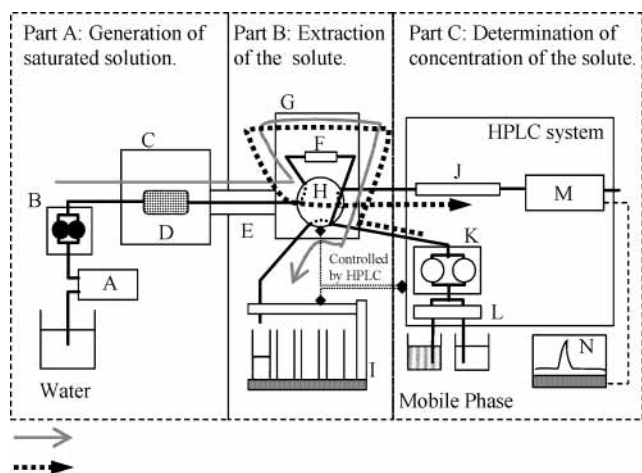 Part A: Generation of
saturated solution.
Part B: Extraction
of the solute.
Part C: Determination of
concentration of the solute.
G
HPLC system
C
F
H
J
M
B
D
E
K
A
Controlled
by HPLC
L
I
N
Water
Mobile Phase